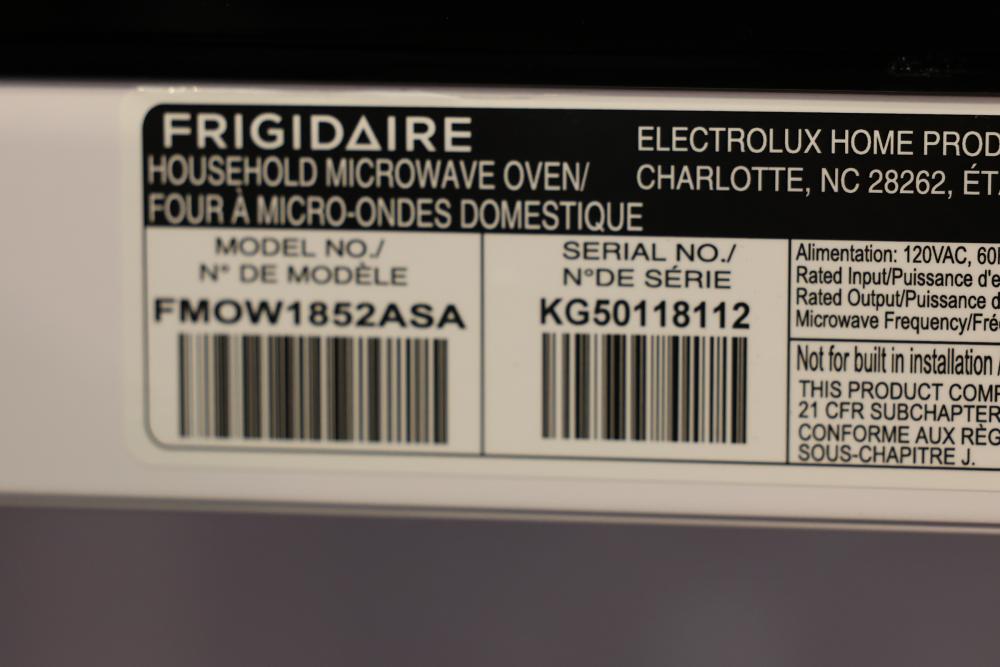 FRIGIDAIRE
HOUSEHOLD MICROWAVE OVEN/
FOUR À MICRO-ONDES DOMESTIQUE
ELECTROLUX HOME PROD
CHARLOTTE, NC 28262, ÉT
MODEL NO./
N° DE MODÈLE
FMOW1852ASA
SERIAL NO./
N°DE SÉRIE
KG50118112
Alimentation: 120VAC, 60
Rated Input/Puissance d'e
Rated Output/Puissance d
Microwave Frequency/Fré
Not for built in installation
THIS PRODUCT COMP
21 CFR SUBCHAPTER
CONFORME AUX RÈG
SOUS-CHAPITRE J.